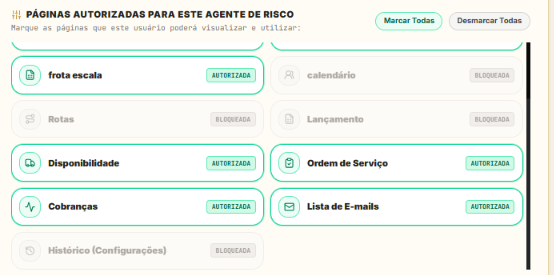 PÁGINAS AUTORIZADAS PARA ESTE AGENTE DE RISCO
Marque as páginas que este usuário poderá visualizar e utilizar:
Marcar Todas
Desmarcar Todas
frota escala
AUTORIZADA
calendário
BLOQUEADA
Rotas
BLOQUEADA
Lançamento
BLOQUEADA
Disponibilidade
AUTORIZADA
Ordem de Serviço
AUTORIZADA
Cobranças
AUTORIZADA
Lista de E-mails
AUTORIZADA
Histórico (Configurações)
BLOQUEADA